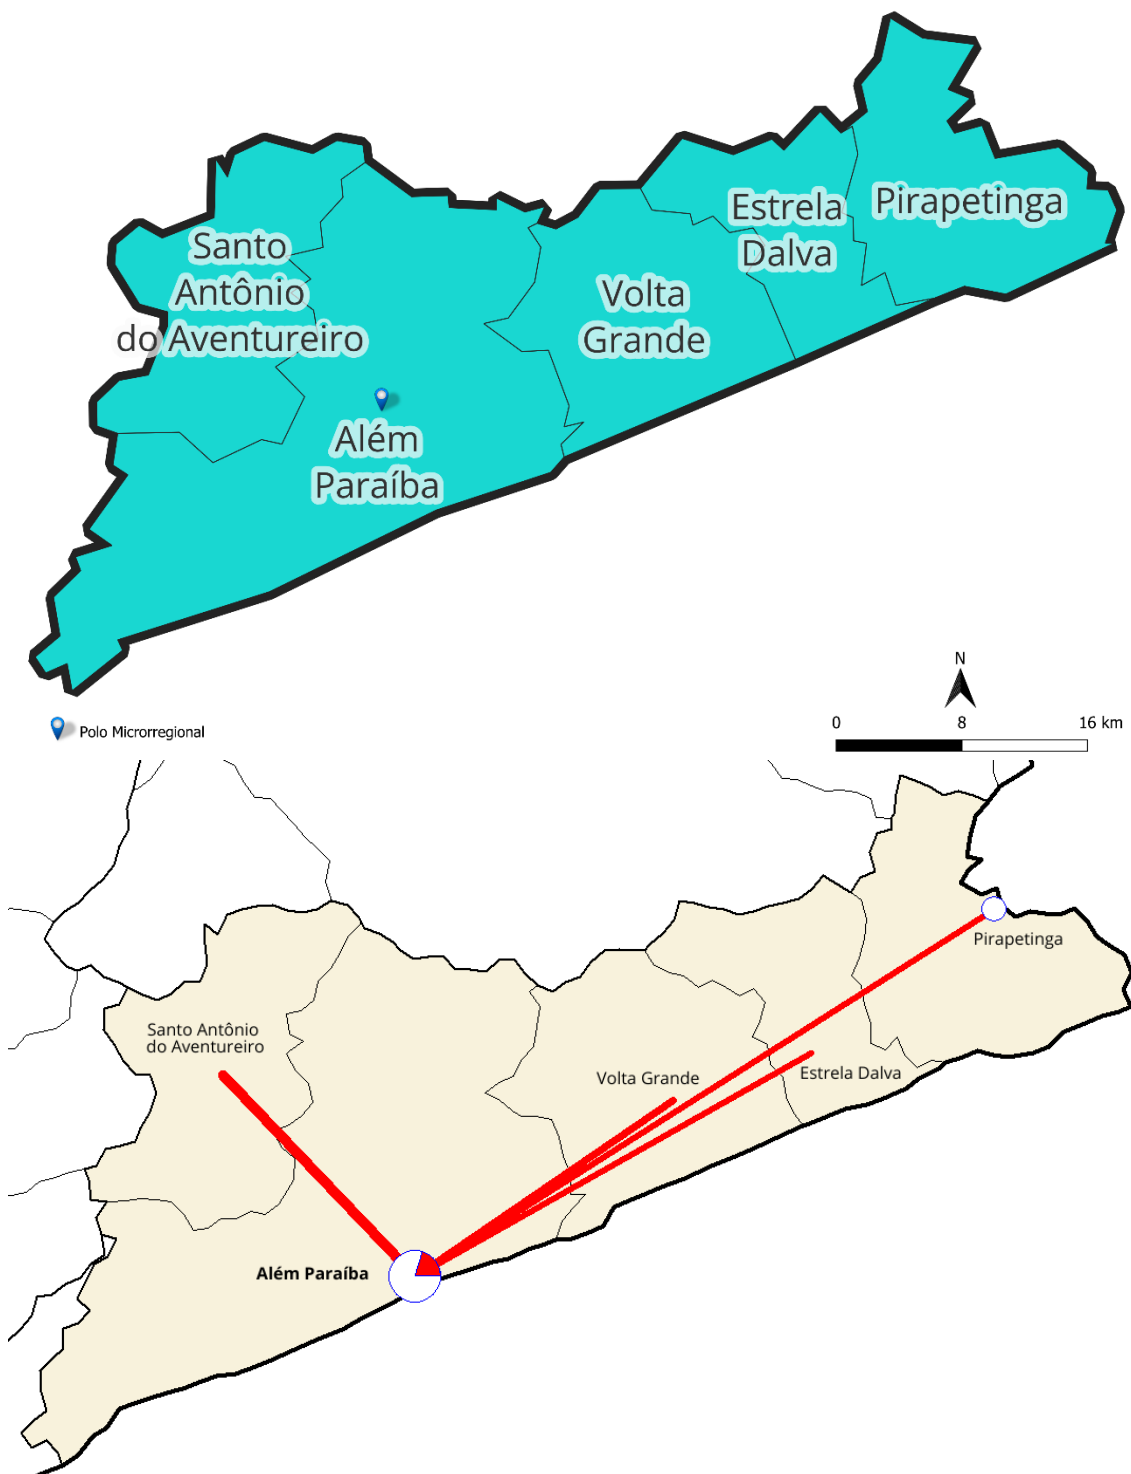 Estrela
Dalva
Pirapetinga
Santo
Antônio
do Aventureiro
Volta
Grande
Além
Paraíba
N
0 8 16 km
Polo Microrregional
Pirapetinga
Santo Antônio
do Aventureiro
Volta Grande
Estrela Dalva
Além Paraíba